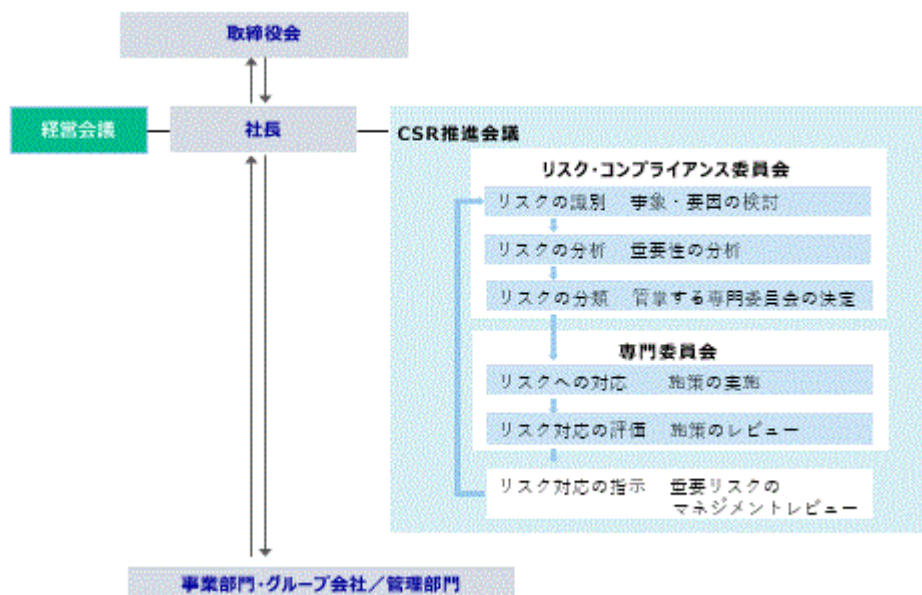 取締役会
経営会議
社長
CSR推進会議
リスク・コンプライアンス委員会
リスクの識別 事象・要因の検討
リスクの分析 重要性の分析
リスクの分類 管掌する専門委員会の決定
専門委員会
リスクへの対応 施策の実施
リスク対応の評価 施策のレビュー
リスク対応の指示 重要リスクの
マネジメントレビュー
事業部門・グループ会社／管理部門